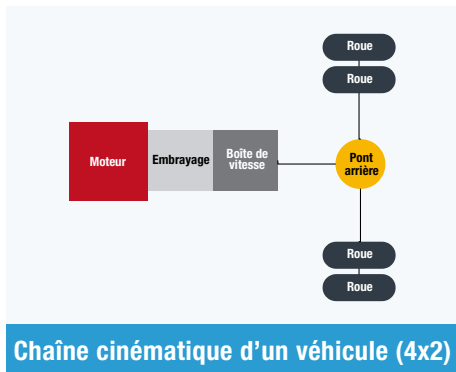 Roue
Roue
Moteur
Embrayage
Boîte de
vitesse
Pont
arrière
Roue
Roue
Chaîne cinématique d'un véhicule (4x2)